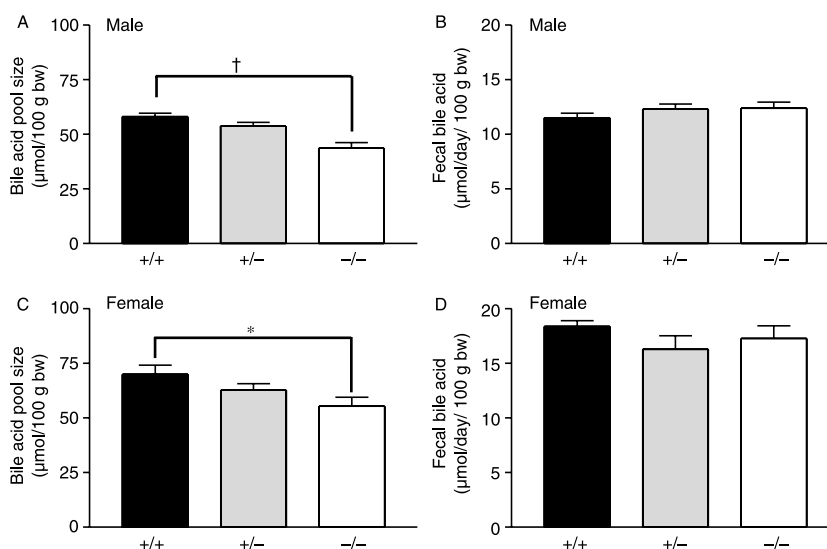 A Male
Bile acid pool size
(µmol/100 g bw)
100
75
50
25
0
†
+/+ +/– –/–
B Male
Fecal bile acid
(µmol/day/ 100 g bw)
20
15
10
5
0
+/+ +/– –/–
C Female
Bile acid pool size
(µmol/100 g bw)
100
75
50
25
0
*
+/+ +/– –/–
D Female
Fecal bile acid
(µmol/day/ 100 g bw)
20
15
10
5
0
+/+ +/– –/–